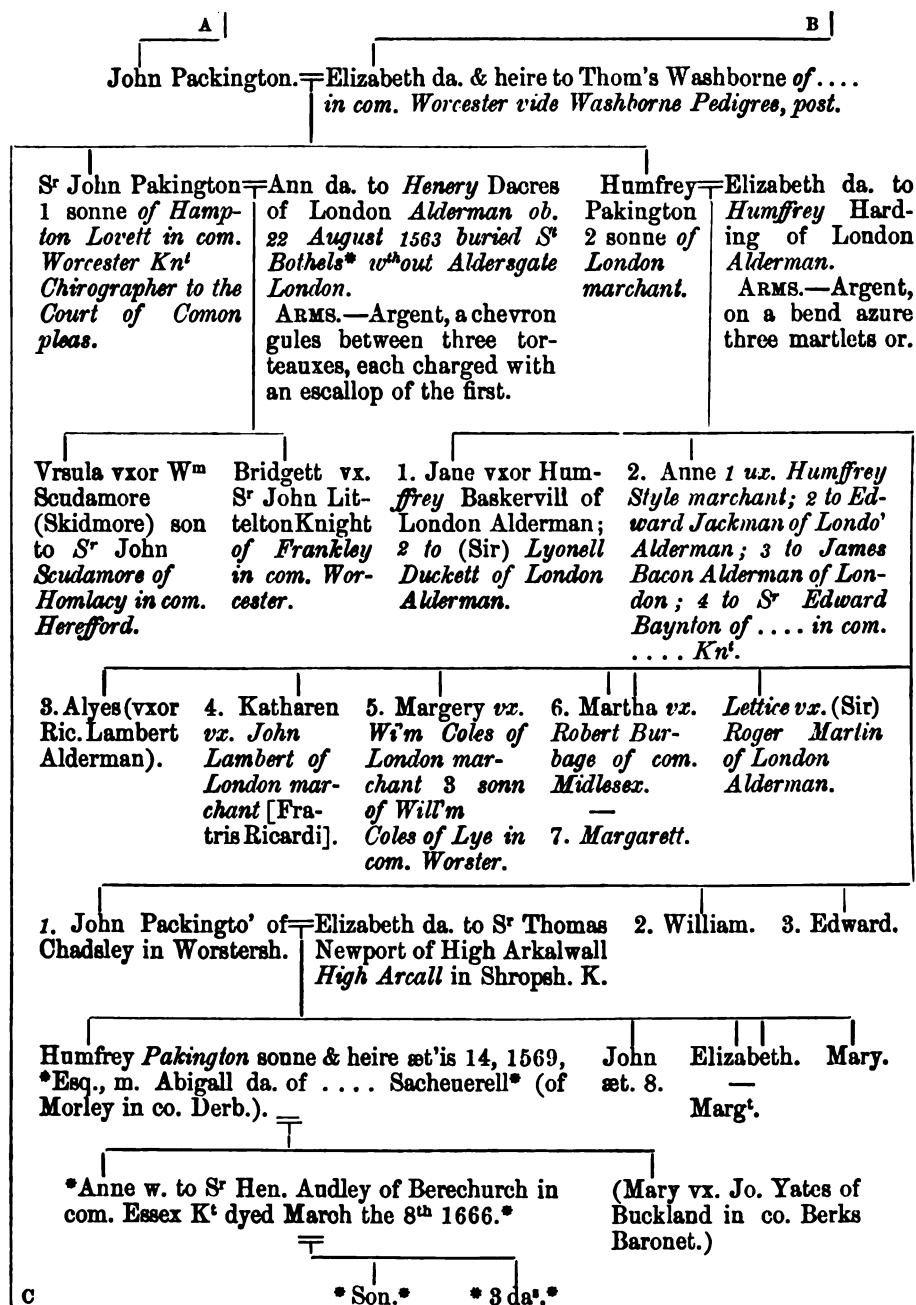 A
B
John Packington. Elizabeth da. & heire to Thom's Washborne of ....
in com. Worcester vide Washborne Pedigree, post.
Sr John Pakington
1 sonne of Hamp-
ton Lovett in com.
Worcester Knt
Chirographer to the
Court of Comon
pleas.
Ann da. to Henery Dacres
of London Alderman ob.
22 August 1563 buried St
Bothels* wthout Aldersgate
London.
ARMS.—Argent, a chevron
gules between three tor-
teauxes, each charged with
an escallop of the first.
Humfrey
Pakington
2 sonne of
London
marchant.
Elizabeth da. to
Humffrey Hard-
ing of London
Alderman.
ARMS.—Argent,
on a bend azure
three martlets or.
Vrsula vxor Wm
Scudamore
(Skidmore) son
to Sr John
Scudamore of
Homlacy in com.
Herefford.
Bridgett vx.
Sr John Lit-
telton Knight
of Frankley
in com. Wor-
cester.
1. Jane vxor Hum-
ffrey Baskervill of
London Alderman;
2 to (Sir) Lyonell
Duckett of London
Alderman.
2. Anne 1 ux. Humffrey
Style marchant; 2 to Ed-
ward Jackman of Londo'
Alderman; 3 to James
Bacon Alderman of Lon-
don; 4 to Sr Edward
Baynton of .... in com.
.... Knt.
3. Alyes (vxor
Ric. Lambert
Alderman).
4. Katharen
vx. John
Lambert of
London mar-
chant [Fra-
tris Ricardi].
5. Margery vx.
Wi'm Coles of
London mar-
chant 3 sonn
of Will'm
Coles of Lye in
com. Worster.
6. Martha vx.
Robert Bur-
bage of com.
Midlesex.
—
7. Margarett.
Lettice vx. (Sir)
Roger Martin
of London
Alderman.
1. John Packingto' of
Chadsley in Worstersh.
Elizabeth da. to Sr Thomas
Newport of High Arkalwall
High Arcall in Shropsh. K.
2. William.
3. Edward.
Humfrey Pakington sonne & heire æt'is 14, 1569,
*Esq., m. Abigall da. of .... Sacheuerell* (of
Morley in co. Derb.).
John
æt. 8.
Elizabeth.
—
Margt.
Mary.
*Anne w. to Sr Hen. Audley of Berechurch in
com. Essex Kt dyed March the 8th 1666.*
(Mary vx. Jo. Yates of
Buckland in co. Berks
Baronet.)
C
*Son.*
*3 das.*